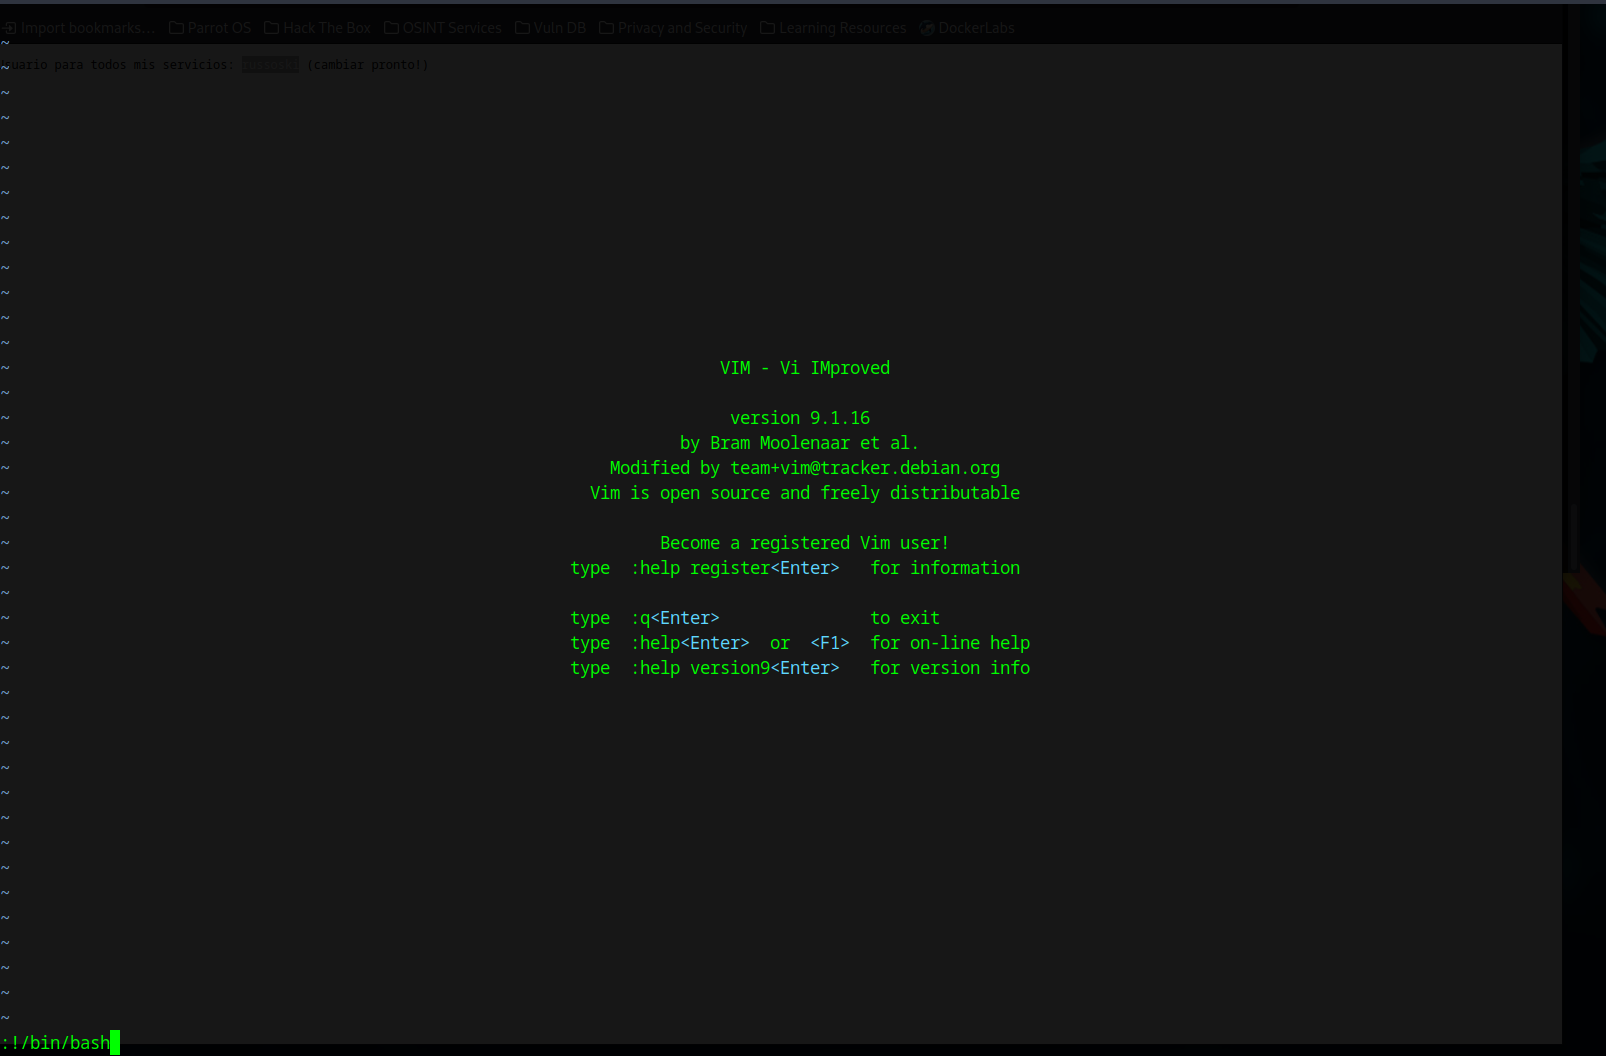 Import bookmarks... Parrot OS Hack The Box OSINT Services Vuln DB Privacy and Security Learning Resources DockerLabs
~
~ uario para todos mis servicios: (cambiar pronto!)
~
~
~
~
~
~
~
~
~
~
~
~ VIM - Vi IMproved
~
~ version 9.1.16
~ by Bram Moolenaar et al.
~ Modified by team+vim@tracker.debian.org
~ Vim is open source and freely distributable
~
~ Become a registered Vim user!
~ type :help register<Enter> for information
~
~ type :q<Enter> to exit
~ type :help<Enter> or <F1> for on-line help
~ type :help version9<Enter> for version info
~
~
~
~
~
~
~
~
~
~
~
~
~
~
:!/bin/bash